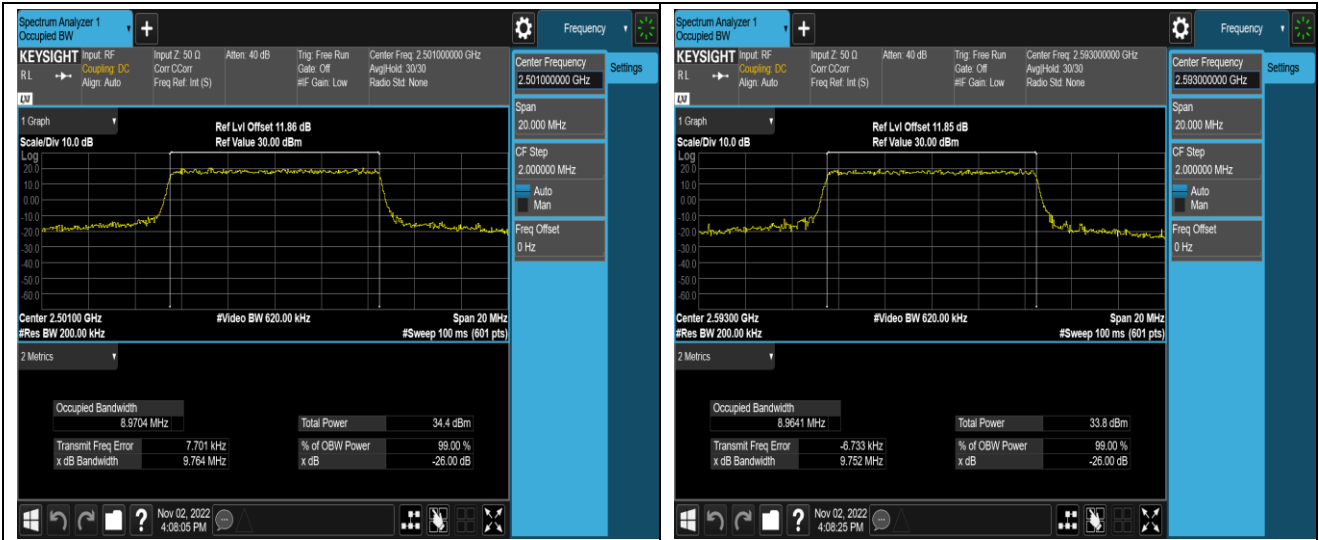 Spectrum Analyzer 1
Occupied BW
+
Frequency
KEYSIGHT
Input: RF
Coupling: DC
Align: Auto
Input Z: 50 Ω
Corr CCorr
Freq Ref: Int (S)
Atten: 40 dB
Trig: Free Run
Gate: Off
#IF Gain: Low
Center Freq: 2.501000000 GHz
Avg|Hold: 30/30
Radio Std: None
RL
LXI
Center Frequency
2.501000000 GHz
Settings
Span
20.000 MHz
CF Step
2.000000 MHz
Auto
Man
Freq Offset
0 Hz
1 Graph
Scale/Div 10.0 dB
Ref Lvl Offset 11.86 dB
Ref Value 30.00 dBm
Log
20.0
10.0
0.00
-10.0
-20.0
-30.0
-40.0
-50.0
-60.0
Center 2.50100 GHz
#Video BW 620.00 kHz
Span 20 MHz
#Res BW 200.00 kHz
#Sweep 100 ms (601 pts)
2 Metrics
Occupied Bandwidth
8.9704 MHz
Total Power 34.4 dBm
Transmit Freq Error 7.701 kHz
% of OBW Power 99.00 %
x dB Bandwidth 9.764 MHz
x dB -26.00 dB
?
Nov 02, 2022
4:08:05 PM
Spectrum Analyzer 1
Occupied BW
+
Frequency
KEYSIGHT
Input: RF
Coupling: DC
Align: Auto
Input Z: 50 Ω
Corr CCorr
Freq Ref: Int (S)
Atten: 40 dB
Trig: Free Run
Gate: Off
#IF Gain: Low
Center Freq: 2.593000000 GHz
Avg|Hold: 30/30
Radio Std: None
RL
LXI
Center Frequency
2.593000000 GHz
Settings
Span
20.000 MHz
CF Step
2.000000 MHz
Auto
Man
Freq Offset
0 Hz
1 Graph
Scale/Div 10.0 dB
Ref Lvl Offset 11.85 dB
Ref Value 30.00 dBm
Log
20.0
10.0
0.00
-10.0
-20.0
-30.0
-40.0
-50.0
-60.0
Center 2.59300 GHz
#Video BW 620.00 kHz
Span 20 MHz
#Res BW 200.00 kHz
#Sweep 100 ms (601 pts)
2 Metrics
Occupied Bandwidth
8.9641 MHz
Total Power 33.8 dBm
Transmit Freq Error -6.733 kHz
% of OBW Power 99.00 %
x dB Bandwidth 9.752 MHz
x dB -26.00 dB
?
Nov 02, 2022
4:08:25 PM